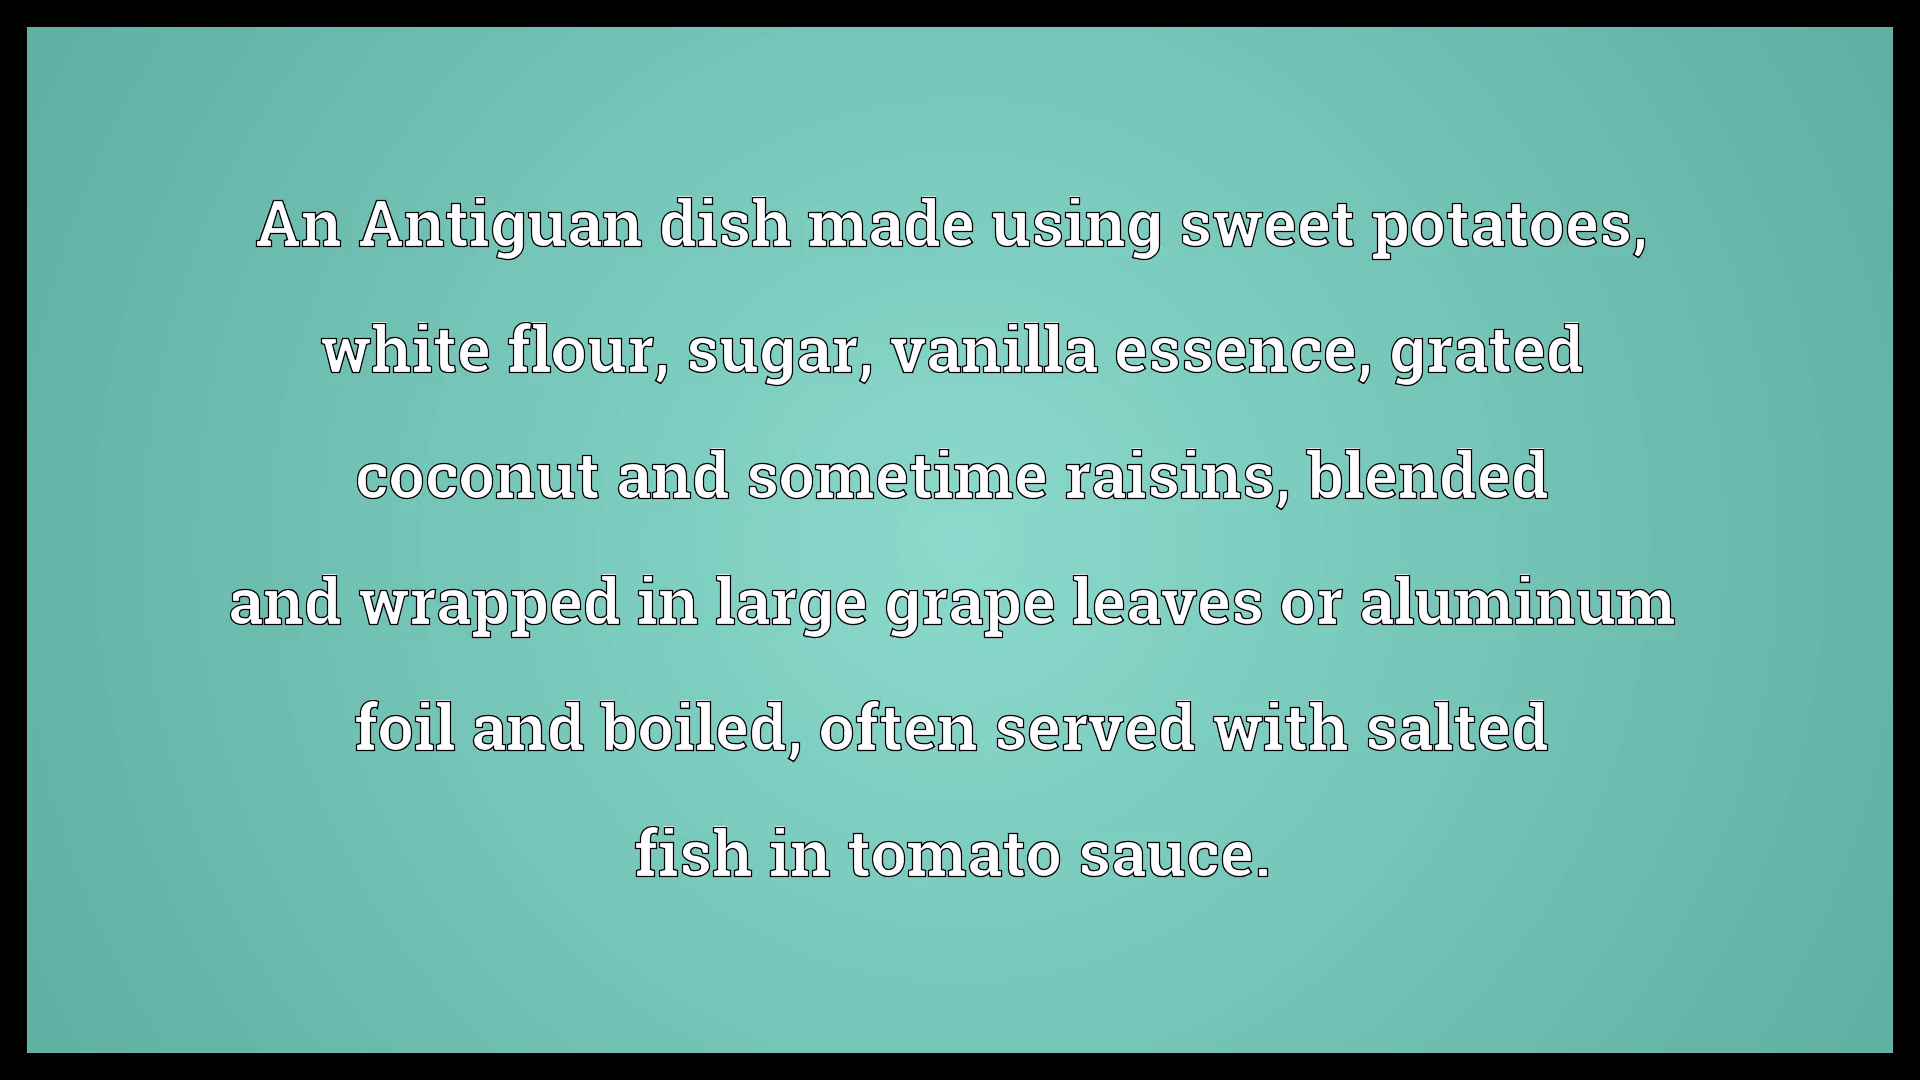 An Antiguan dish made using sweet potatoes,
white flour, sugar, vanilla essence, grated
coconut and sometime raisins, blended
and wrapped in large grape leaves or aluminum
foil and boiled, often served with salted
fish in tomato sauce.